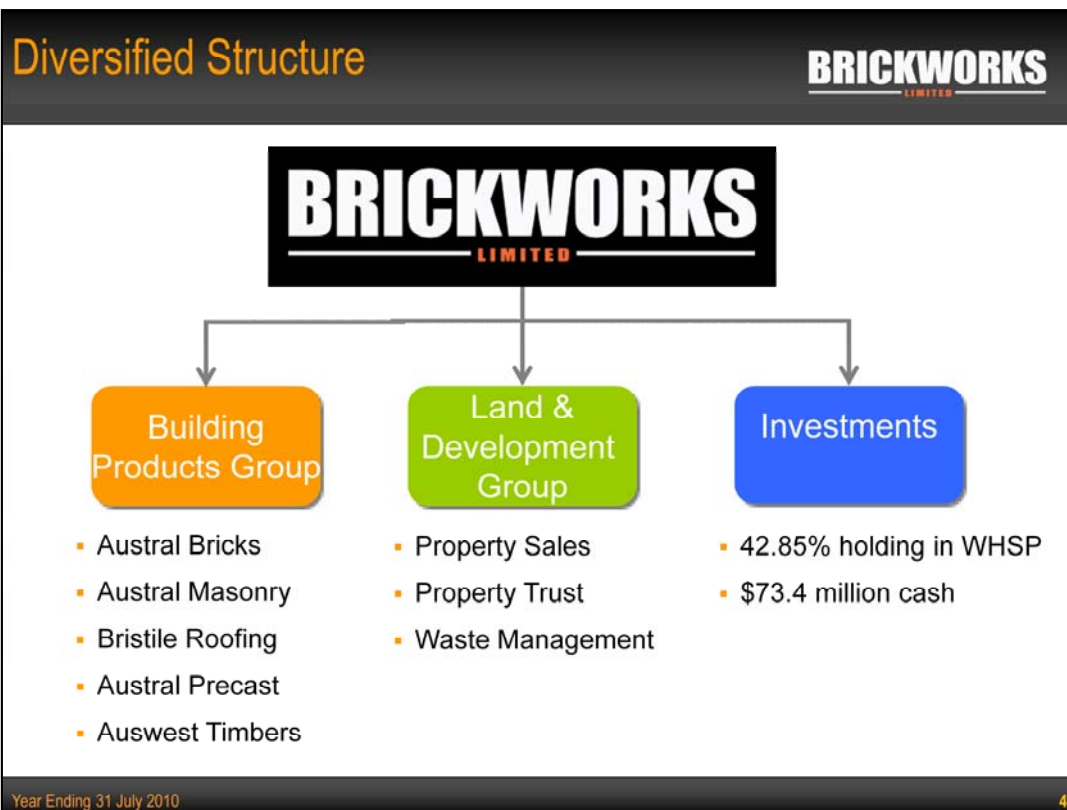 Diversified Structure
BRICKWORKS
LIMITED
BRICKWORKS
LIMITED
Building
Products Group
Austral Bricks
Austral Masonry
Bristile Roofing
Austral Precast
Auswest Timbers
Land &
Development
Group
Property Sales
Property Trust
Waste Management
Investments
42.85% holding in WHSP
$73.4 million cash
Year Ending 31 July 2010
4